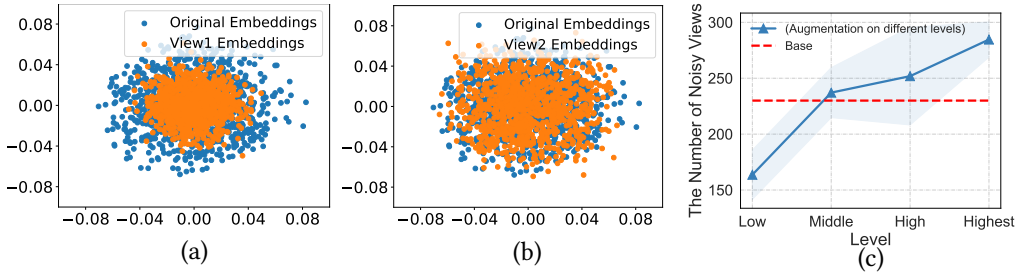 Original Embeddings
View1 Embeddings
0.08
0.04
0.00
−0.04
−0.08
−0.08 −0.04 0.00 0.04 0.08
(a)
Original Embeddings
View2 Embeddings
0.08
0.04
0.00
−0.04
−0.08
−0.08 −0.04 0.00 0.04 0.08
(b)
The Number of Noisy Views
(Augmentation on different levels)
Base
300
250
200
150
Low Middle High Highest
Level
(c)